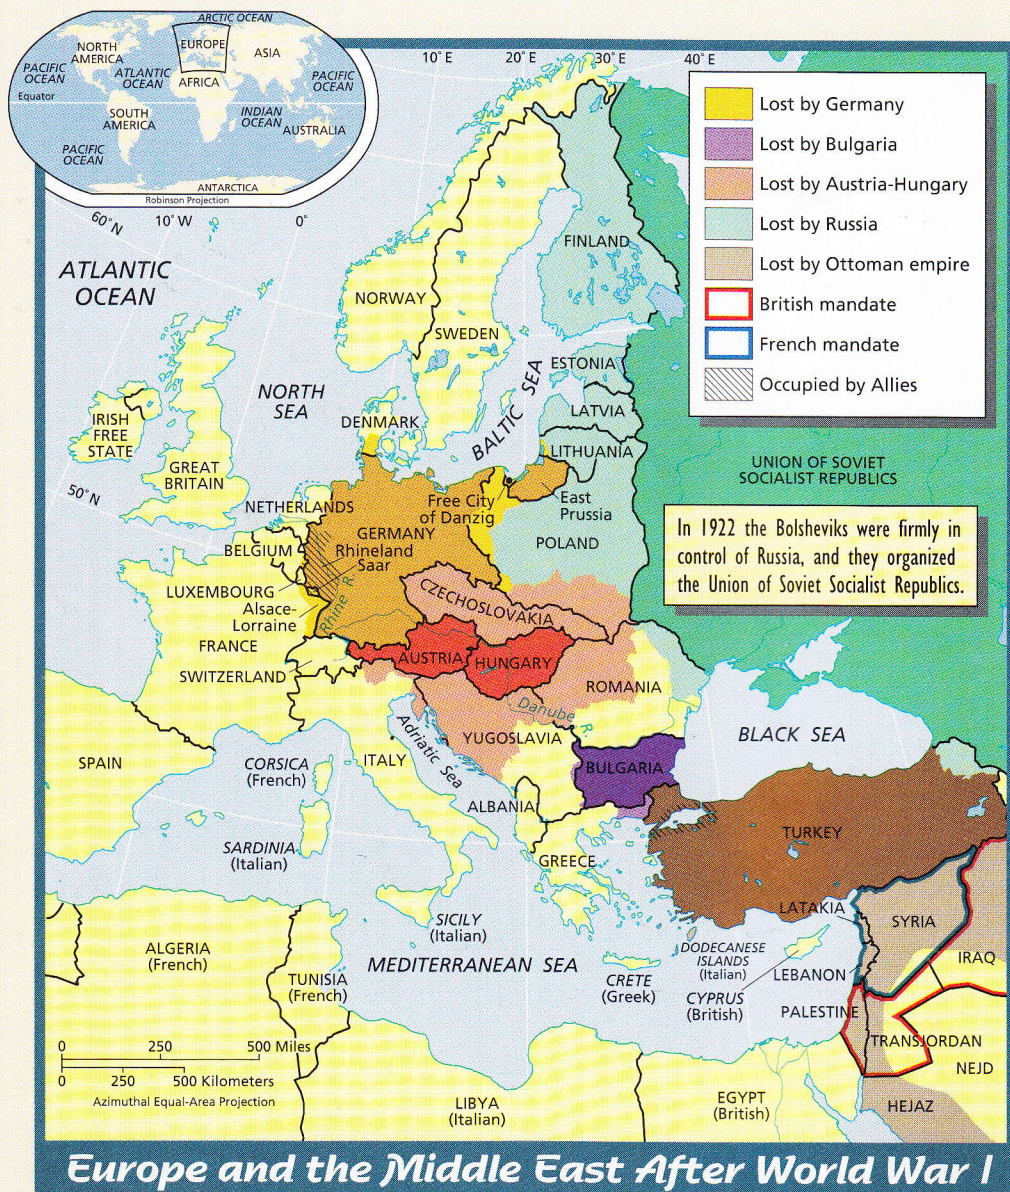 ARCTIC OCEAN
NORTH
AMERICA
EUROPE
ASIA
PACIFIC
OCEAN
ATLANTIC
OCEAN
AFRICA
PACIFIC
OCEAN
Equator
SOUTH
AMERICA
INDIAN
OCEAN
AUSTRALIA
PACIFIC
OCEAN
ANTARCTICA
Robinson Projection
10° E
20° E
30° E
40° E
60° N
10° W
0°
50° N
Lost by Germany
Lost by Bulgaria
Lost by Austria-Hungary
Lost by Russia
Lost by Ottoman empire
British mandate
French mandate
Occupied by Allies
ATLANTIC
OCEAN
NORWAY
SWEDEN
FINLAND
ESTONIA
LATVIA
LITHUANIA
BALTIC SEA
NORTH
SEA
DENMARK
IRISH
FREE
STATE
GREAT
BRITAIN
NETHERLANDS
Free City
of Danzig
East
Prussia
UNION OF SOVIET
SOCIALIST REPUBLICS
In 1922 the Bolsheviks were firmly in
control of Russia, and they organized
the Union of Soviet Socialist Republics.
BELGIUM
GERMANY
Rhineland
Saar
POLAND
LUXEMBOURG
Alsace-
Lorraine
Rhine R.
CZECHOSLOVAKIA
FRANCE
SWITZERLAND
AUSTRIA
HUNGARY
ROMANIA
Danube R.
YUGOSLAVIA
BLACK SEA
SPAIN
CORSICA
(French)
ITALY
Adriatic Sea
BULGARIA
ALBANIA
SARDINIA
(Italian)
GREECE
TURKEY
SICILY
(Italian)
LATAKIA
SYRIA
ALGERIA
(French)
TUNISIA
(French)
MEDITERRANEAN SEA
CRETE
(Greek)
DODECANESE
ISLANDS
(Italian)
CYPRUS
(British)
LEBANON
IRAQ
PALESTINE
TRANSJORDAN
NEJD
HEJAZ
0 250 500 Miles
0 250 500 Kilometers
Azimuthal Equal-Area Projection
LIBYA
(Italian)
EGYPT
(British)
Europe and the Middle East After World War I